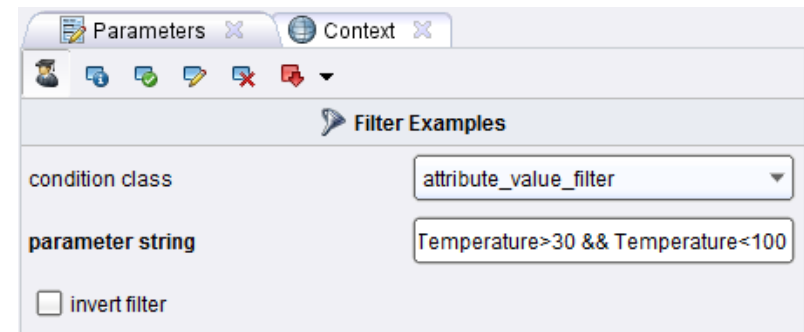 Parameters Context
Filter Examples
condition class attribute_value_filter
parameter string Temperature>30 && Temperature<100
invert filter